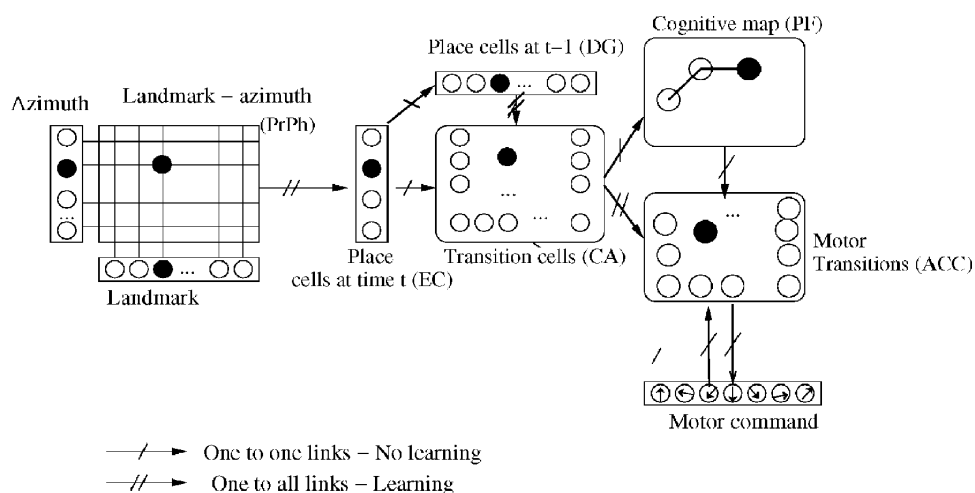 Cognitive map (PF)
Place cells at t−1 (DG)
...
Azimuth
Landmark − azimuth
(PrPh)
...
...
...
...
...
...
Place
cells at time t (EC)
Transition cells (CA)
Motor
Transitions (ACC)
...
Landmark
Motor command
One to one links − No learning
One to all links − Learning